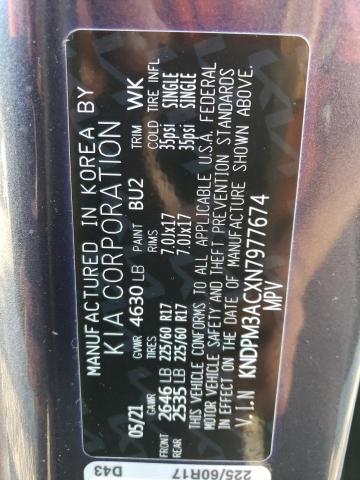 MANUFACTURED IN KOREA BY
KIA CORPORATION
05/21 GVWR 4630 LB PAINT BU2 TRIM WK
GAWR TIRES RIMS COLD TIRE INFL
FRONT 2646 LB 225/60 R17 7.0Jx17 35psi SINGLE
REAR 2535 LB 225/60 R17 7.0Jx17 35psi SINGLE
THIS VEHICLE CONFORMS TO ALL APPLICABLE U.S.A. FEDERAL
MOTOR VEHICLE SAFETY AND THEFT PREVENTION STANDARDS
IN EFFECT ON THE DATE OF MANUFACTURE SHOWN ABOVE.
V.I.N KNDPM3ACXN7977674
MPV
D43
225/60R17